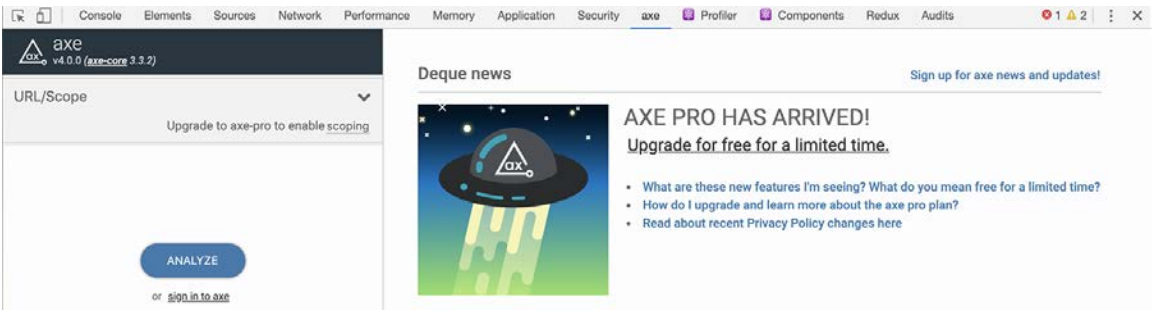 Console Elements Sources Network Performance Memory Application Security axe Profiler Components Redux Audits 1 2
axe
v4.0.0 (axe-core 3.3.2)
URL/Scope
Upgrade to axe-pro to enable scoping
ANALYZE
or sign in to axe
Deque news
Sign up for axe news and updates!
ax
AXE PRO HAS ARRIVED!
Upgrade for free for a limited time.
• What are these new features I'm seeing? What do you mean free for a limited time?
• How do I upgrade and learn more about the axe pro plan?
• Read about recent Privacy Policy changes here